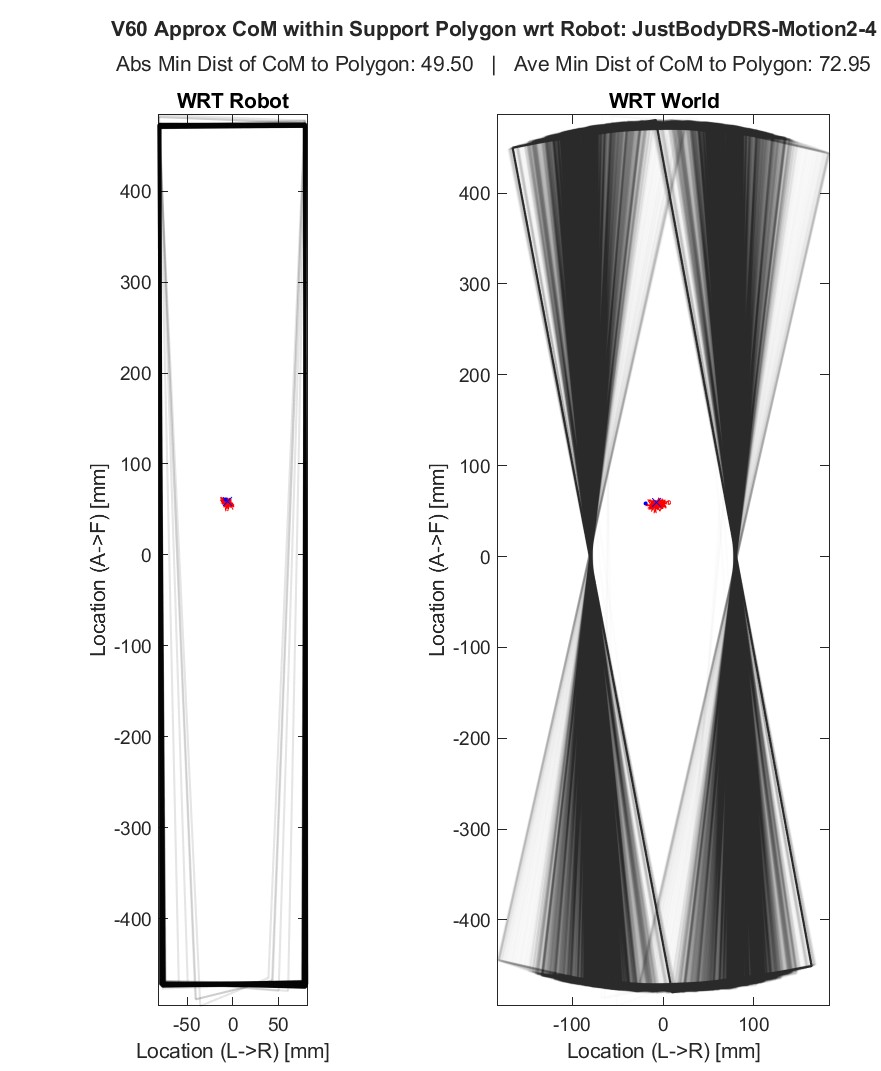 V60 Approx CoM within Support Polygon wrt Robot: JustBodyDRS-Motion2-4
Abs Min Dist of CoM to Polygon: 49.50 | Ave Min Dist of CoM to Polygon: 72.95
WRT Robot
400
300
200
100
0
-100
-200
-300
-400
-50 0 50
Location (A->F) [mm]
Location (L->R) [mm]
WRT World
400
300
200
100
0
-100
-200
-300
-400
-100 0 100
Location (A->F) [mm]
Location (L->R) [mm]